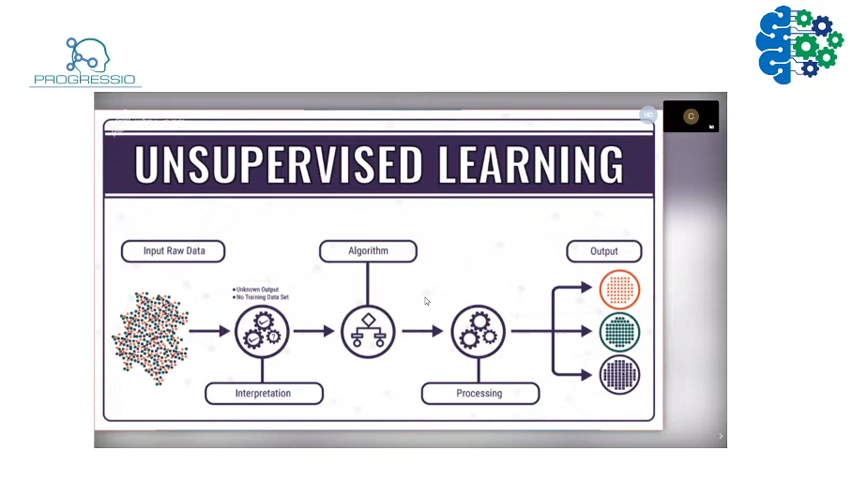 PROGRESSIO
UNSUPERVISED LEARNING
Input Raw Data
Algorithm
Output
• Unknown Output
• No Training Data Set
Interpretation
Processing
C